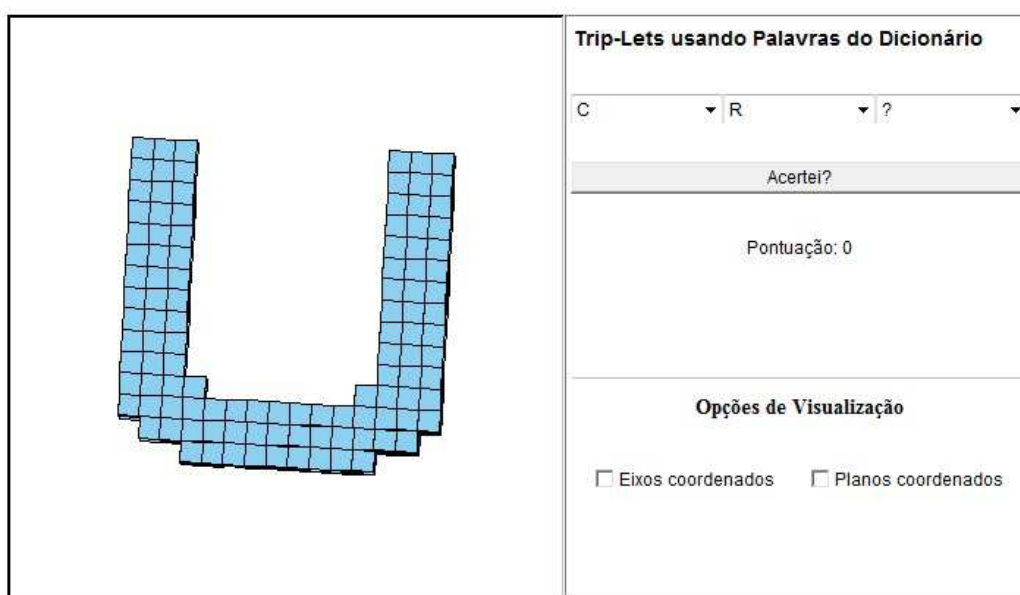 Trip-Lets usando Palavras do Dicionário
C R ?
Acertei?
Pontuação: 0
Opções de Visualização
Eixos coordenados Planos coordenados
U